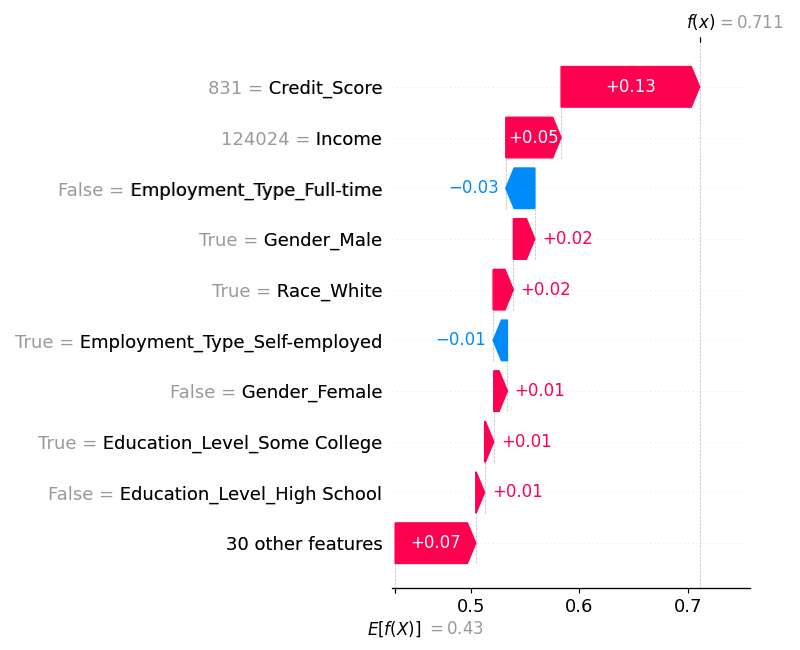 f(x) = 0.711
831 = Credit_Score
+0.13
124024 = Income
+0.05
False = Employment_Type_Full-time
−0.03
True = Gender_Male
+0.02
True = Race_White
+0.02
True = Employment_Type_Self-employed
−0.01
False = Gender_Female
+0.01
True = Education_Level_Some College
+0.01
False = Education_Level_High School
+0.01
30 other features
+0.07
0.5 0.6 0.7
E[f(X)] = 0.43